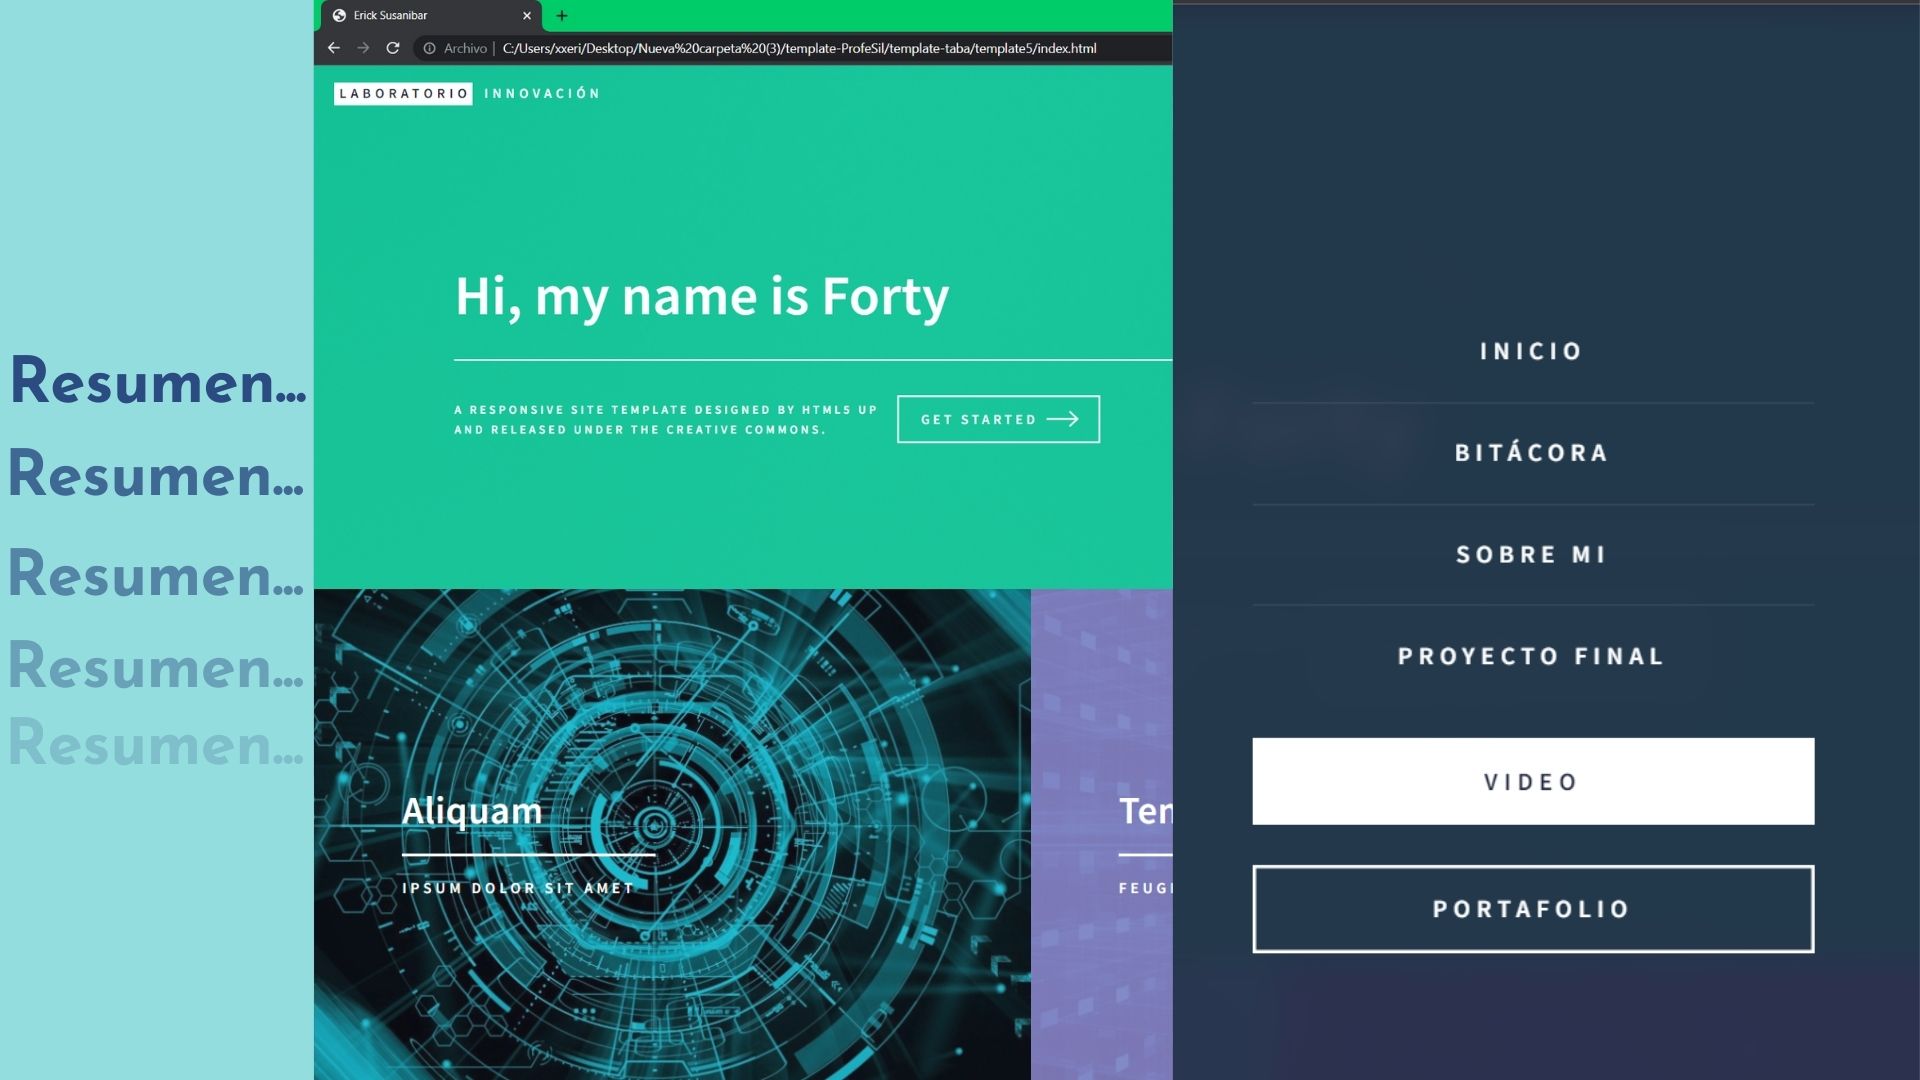 Resumen...
Resumen...
Resumen...
Resumen...
Resumen...
Erick Susanibar
Archivo | C:/Users/xxeri/Desktop/Nueva%20carpeta%20(3)/template-ProfeSil/template-taba/template5/index.html
LABORATORIO INNOVACIÓN
Hi, my name is Forty
A RESPONSIVE SITE TEMPLATE DESIGNED BY HTML5 UP
AND RELEASED UNDER THE CREATIVE COMMONS.
GET STARTED
Aliquam
IPSUM DOLOR SIT AMET
Tem
FEUGI
INICIO
BITÁCORA
SOBRE MI
PROYECTO FINAL
VIDEO
PORTAFOLIO